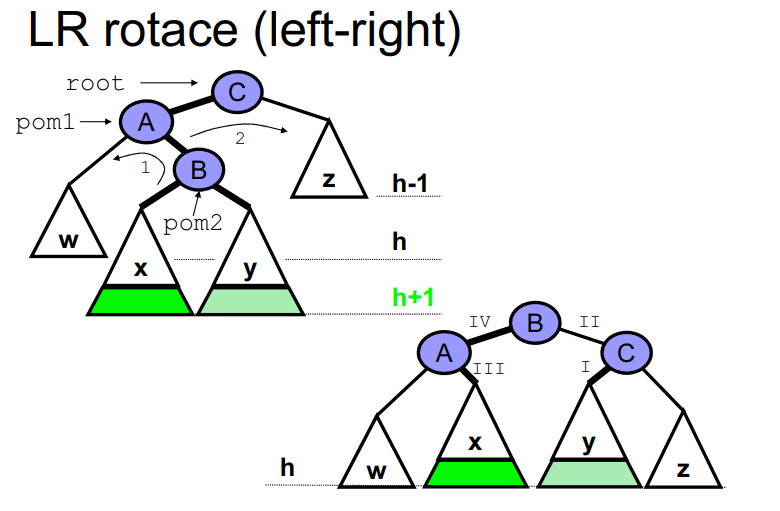 LR rotace (left-right)
root
C
pom1
A
2
1
B
z
h-1
pom2
w
h
x
y
h+1
IV
B
II
A
III
I
C
x
y
h
w
z